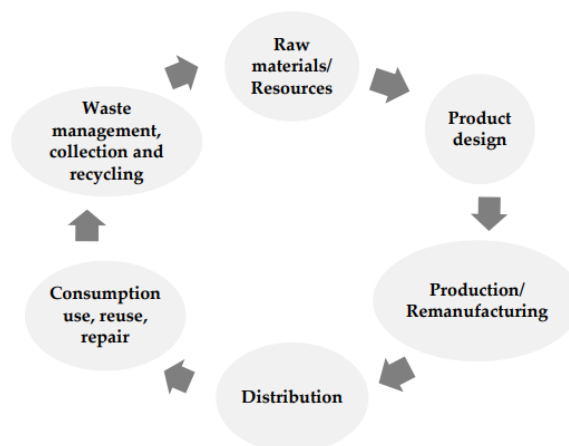 Raw
materials/
Resources
Product
design
Production/
Remanufacturing
Distribution
Consumption
use, reuse,
repair
Waste
management,
collection and
recycling